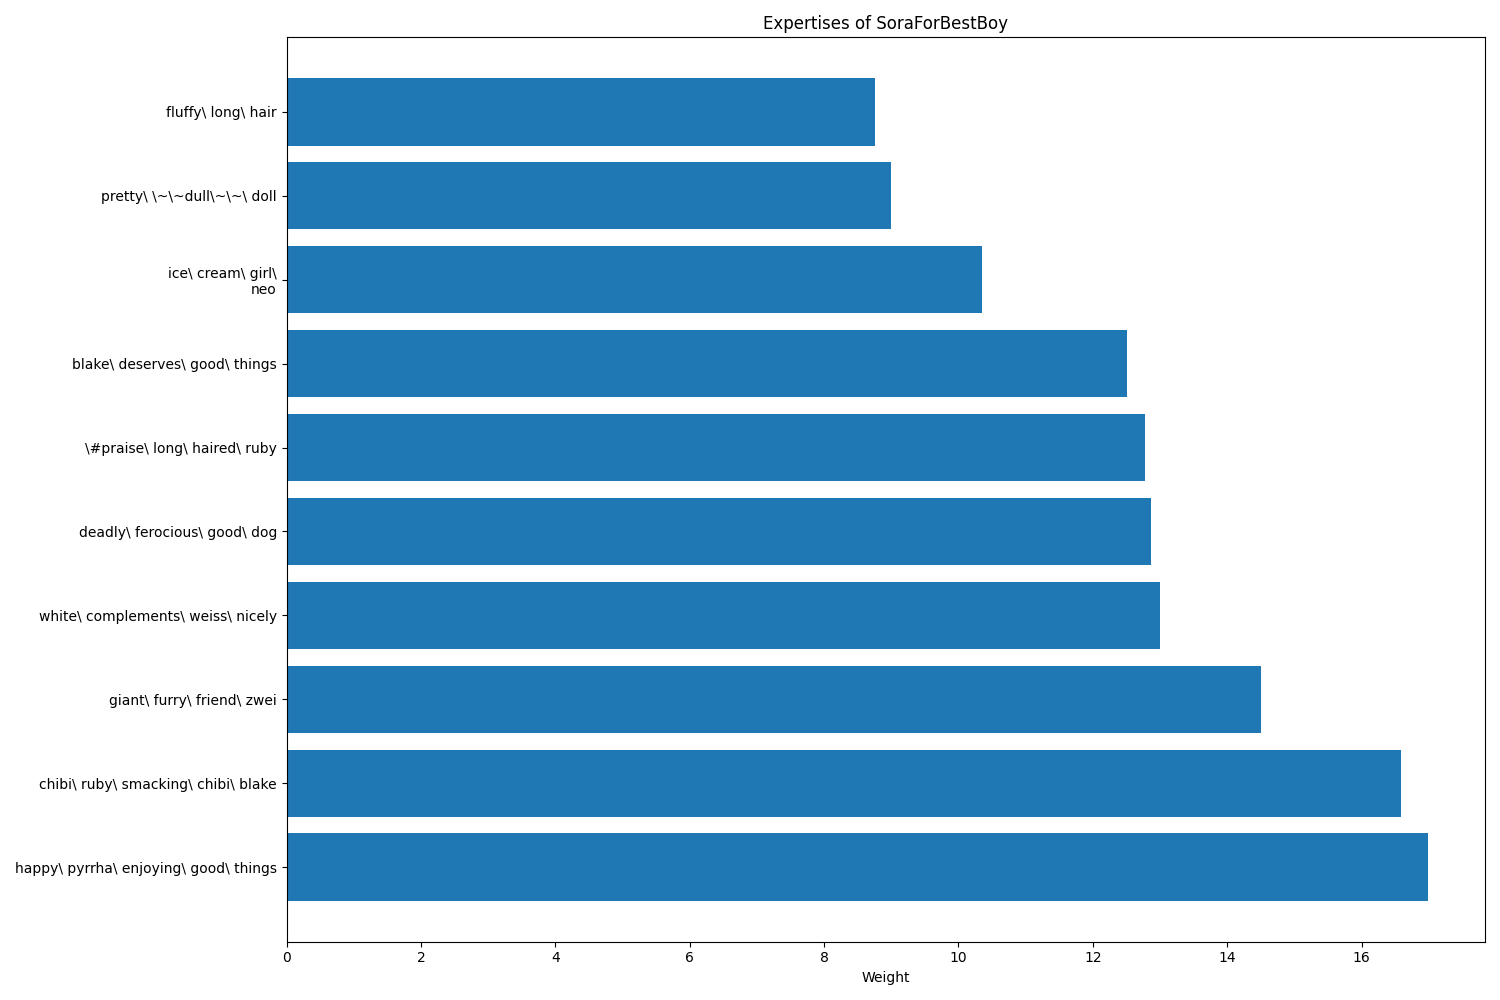 Expertises of SoraForBestBoy
fluffy\ long\ hair
pretty\ \~\~dull\~\~\ doll
ice\ cream\ girl\
neo
blake\ deserves\ good\ things
\#praise\ long\ haired\ ruby
deadly\ ferocious\ good\ dog
white\ complements\ weiss\ nicely
giant\ furry\ friend\ zwei
chibi\ ruby\ smacking\ chibi\ blake
happy\ pyrrha\ enjoying\ good\ things
0 2 4 6 8 10 12 14 16
Weight